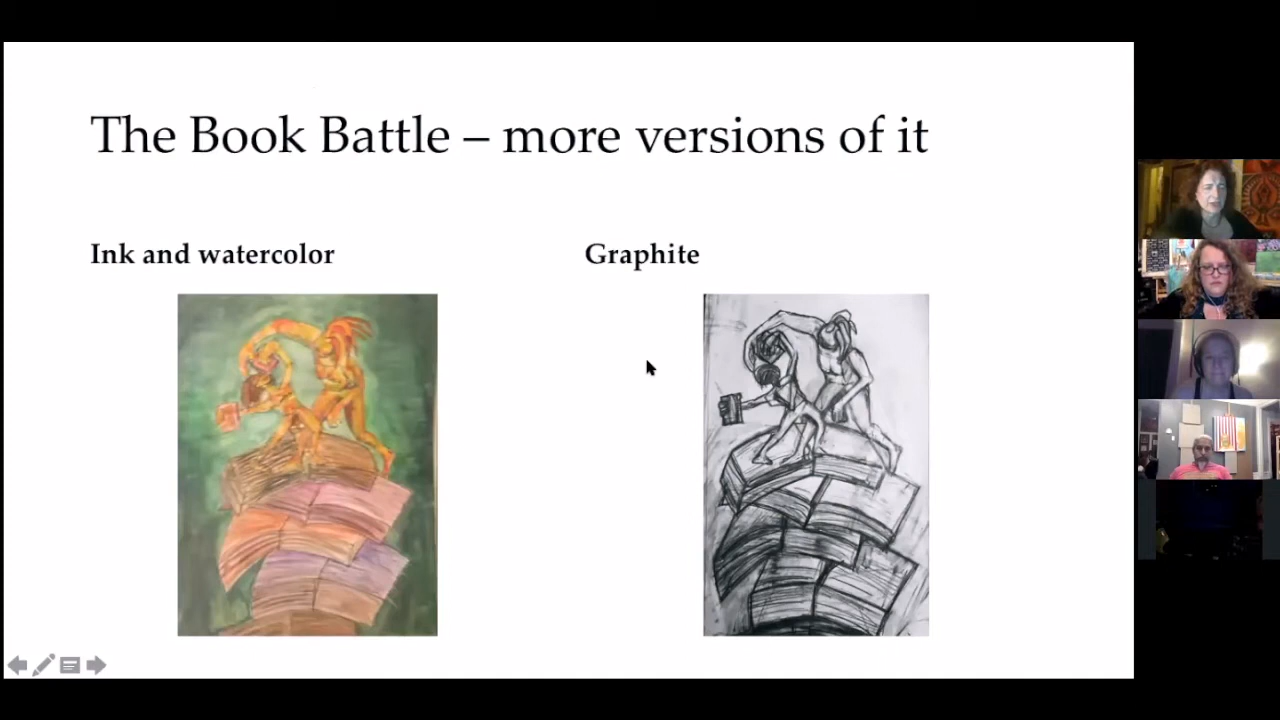 The Book Battle – more versions of it
Ink and watercolor
Graphite